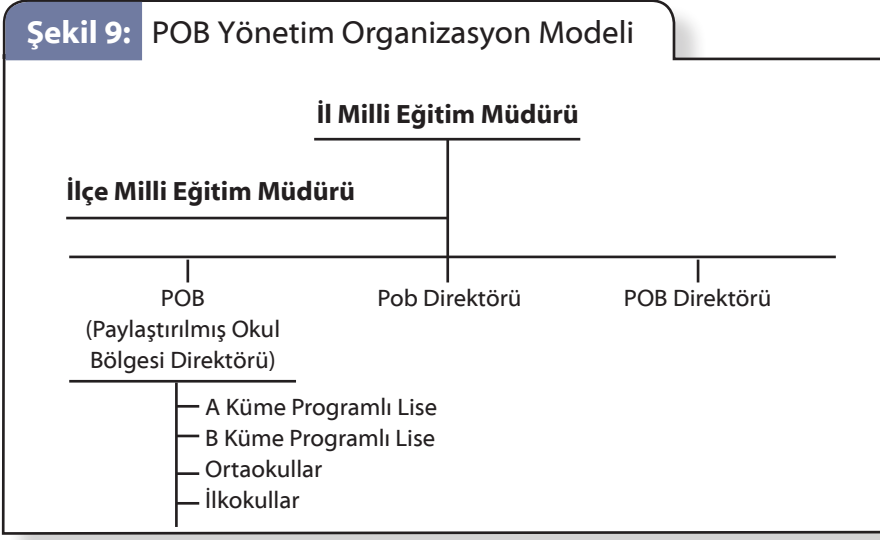 Şekil 9: POB Yönetim Organizasyon Modeli
İl Milli Eğitim Müdürü
İlçe Milli Eğitim Müdürü
POB
(Paylaştırılmış Okul
Bölgesi Direktörü)
Pob Direktörü
POB Direktörü
A Küme Programlı Lise
B Küme Programlı Lise
Ortaokullar
İlkokullar